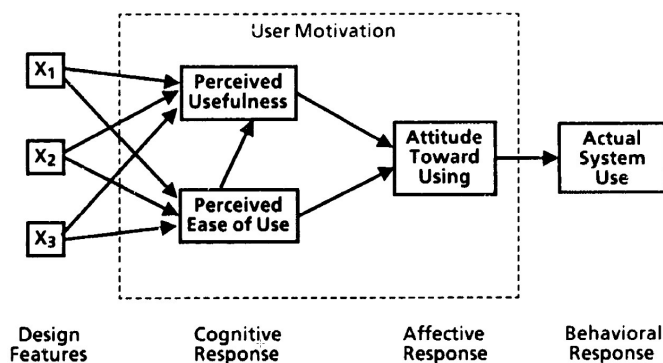 User Motivation
X1
Perceived
Usefulness
X2
Attitude
Toward
Using
Actual
System
Use
X3
Perceived
Ease of Use
Design
Features
Cognitive
Response
Affective
Response
Behavioral
Response